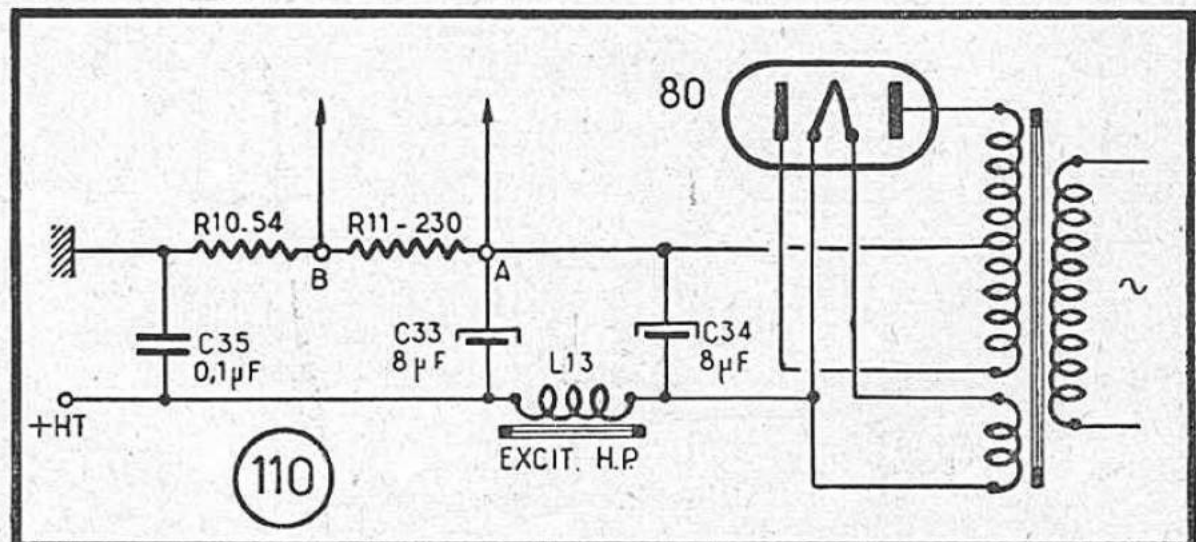 80
R10.54
R11-230
B
A
C35
0,1µF
C33
8µF
L13
C34
8µF
~
+HT
EXCIT. H.P.
110